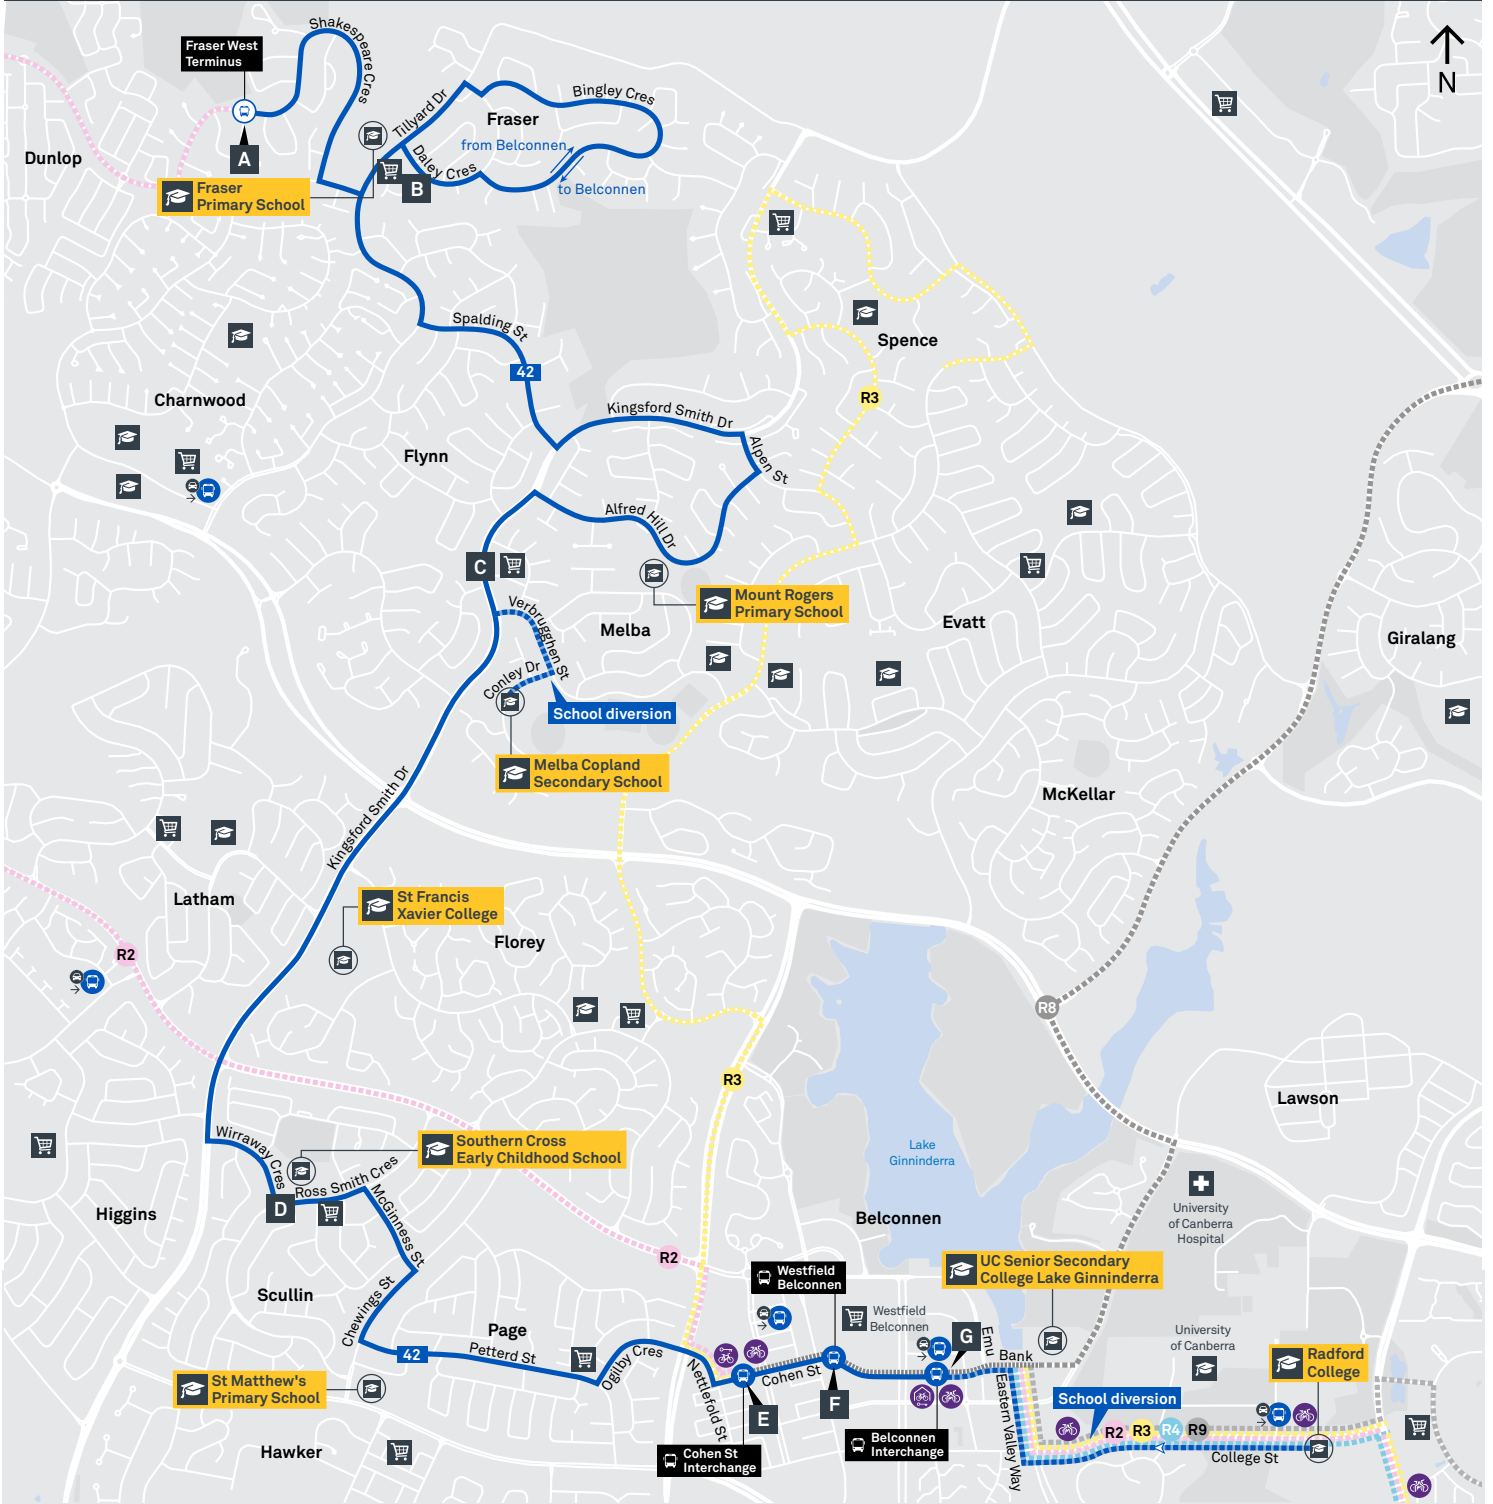 Shakespeare Cres
Fraser West
Terminus
N
Tillyard Dr
Bingley Cres
Fraser
from Belconnen
Dunlop
A
Daley Cres
B
to Belconnen
Fraser
Primary School
Spalding St
Spence
42
R3
Charnwood
Kingsford Smith Dr
Flynn
Alpen St
Alfred Hill Dr
C
Mount Rogers
Primary School
Verbrugghen St
Melba
Evatt
Giralang
Conley Dr
School diversion
Melba Copland
Secondary School
McKellar
Kingsford Smith Dr
Latham
St Francis
Xavier College
Florey
R2
R8
R3
Lawson
Wirraway Cres
Southern Cross
Early Childhood School
Lake
Ginninderra
Ross Smith Cres
D
McGinness St
Higgins
Belconnen
University
of Canberra
Hospital
R2
Westfield
Belconnen
UC Senior Secondary
College Lake Ginninderra
Scullin
Chewings St
Page
Westfield
Belconnen
G
Emu
Bank
University
of Canberra
42
Petterd St
Ogilby Cres
Nettlefold St
Cohen St
Radford
College
St Matthew's
Primary School
E
F
Eastern Valley Way
School diversion
Hawker
Cohen St
Interchange
Belconnen
Interchange
R2
R3
R4
R9
College St